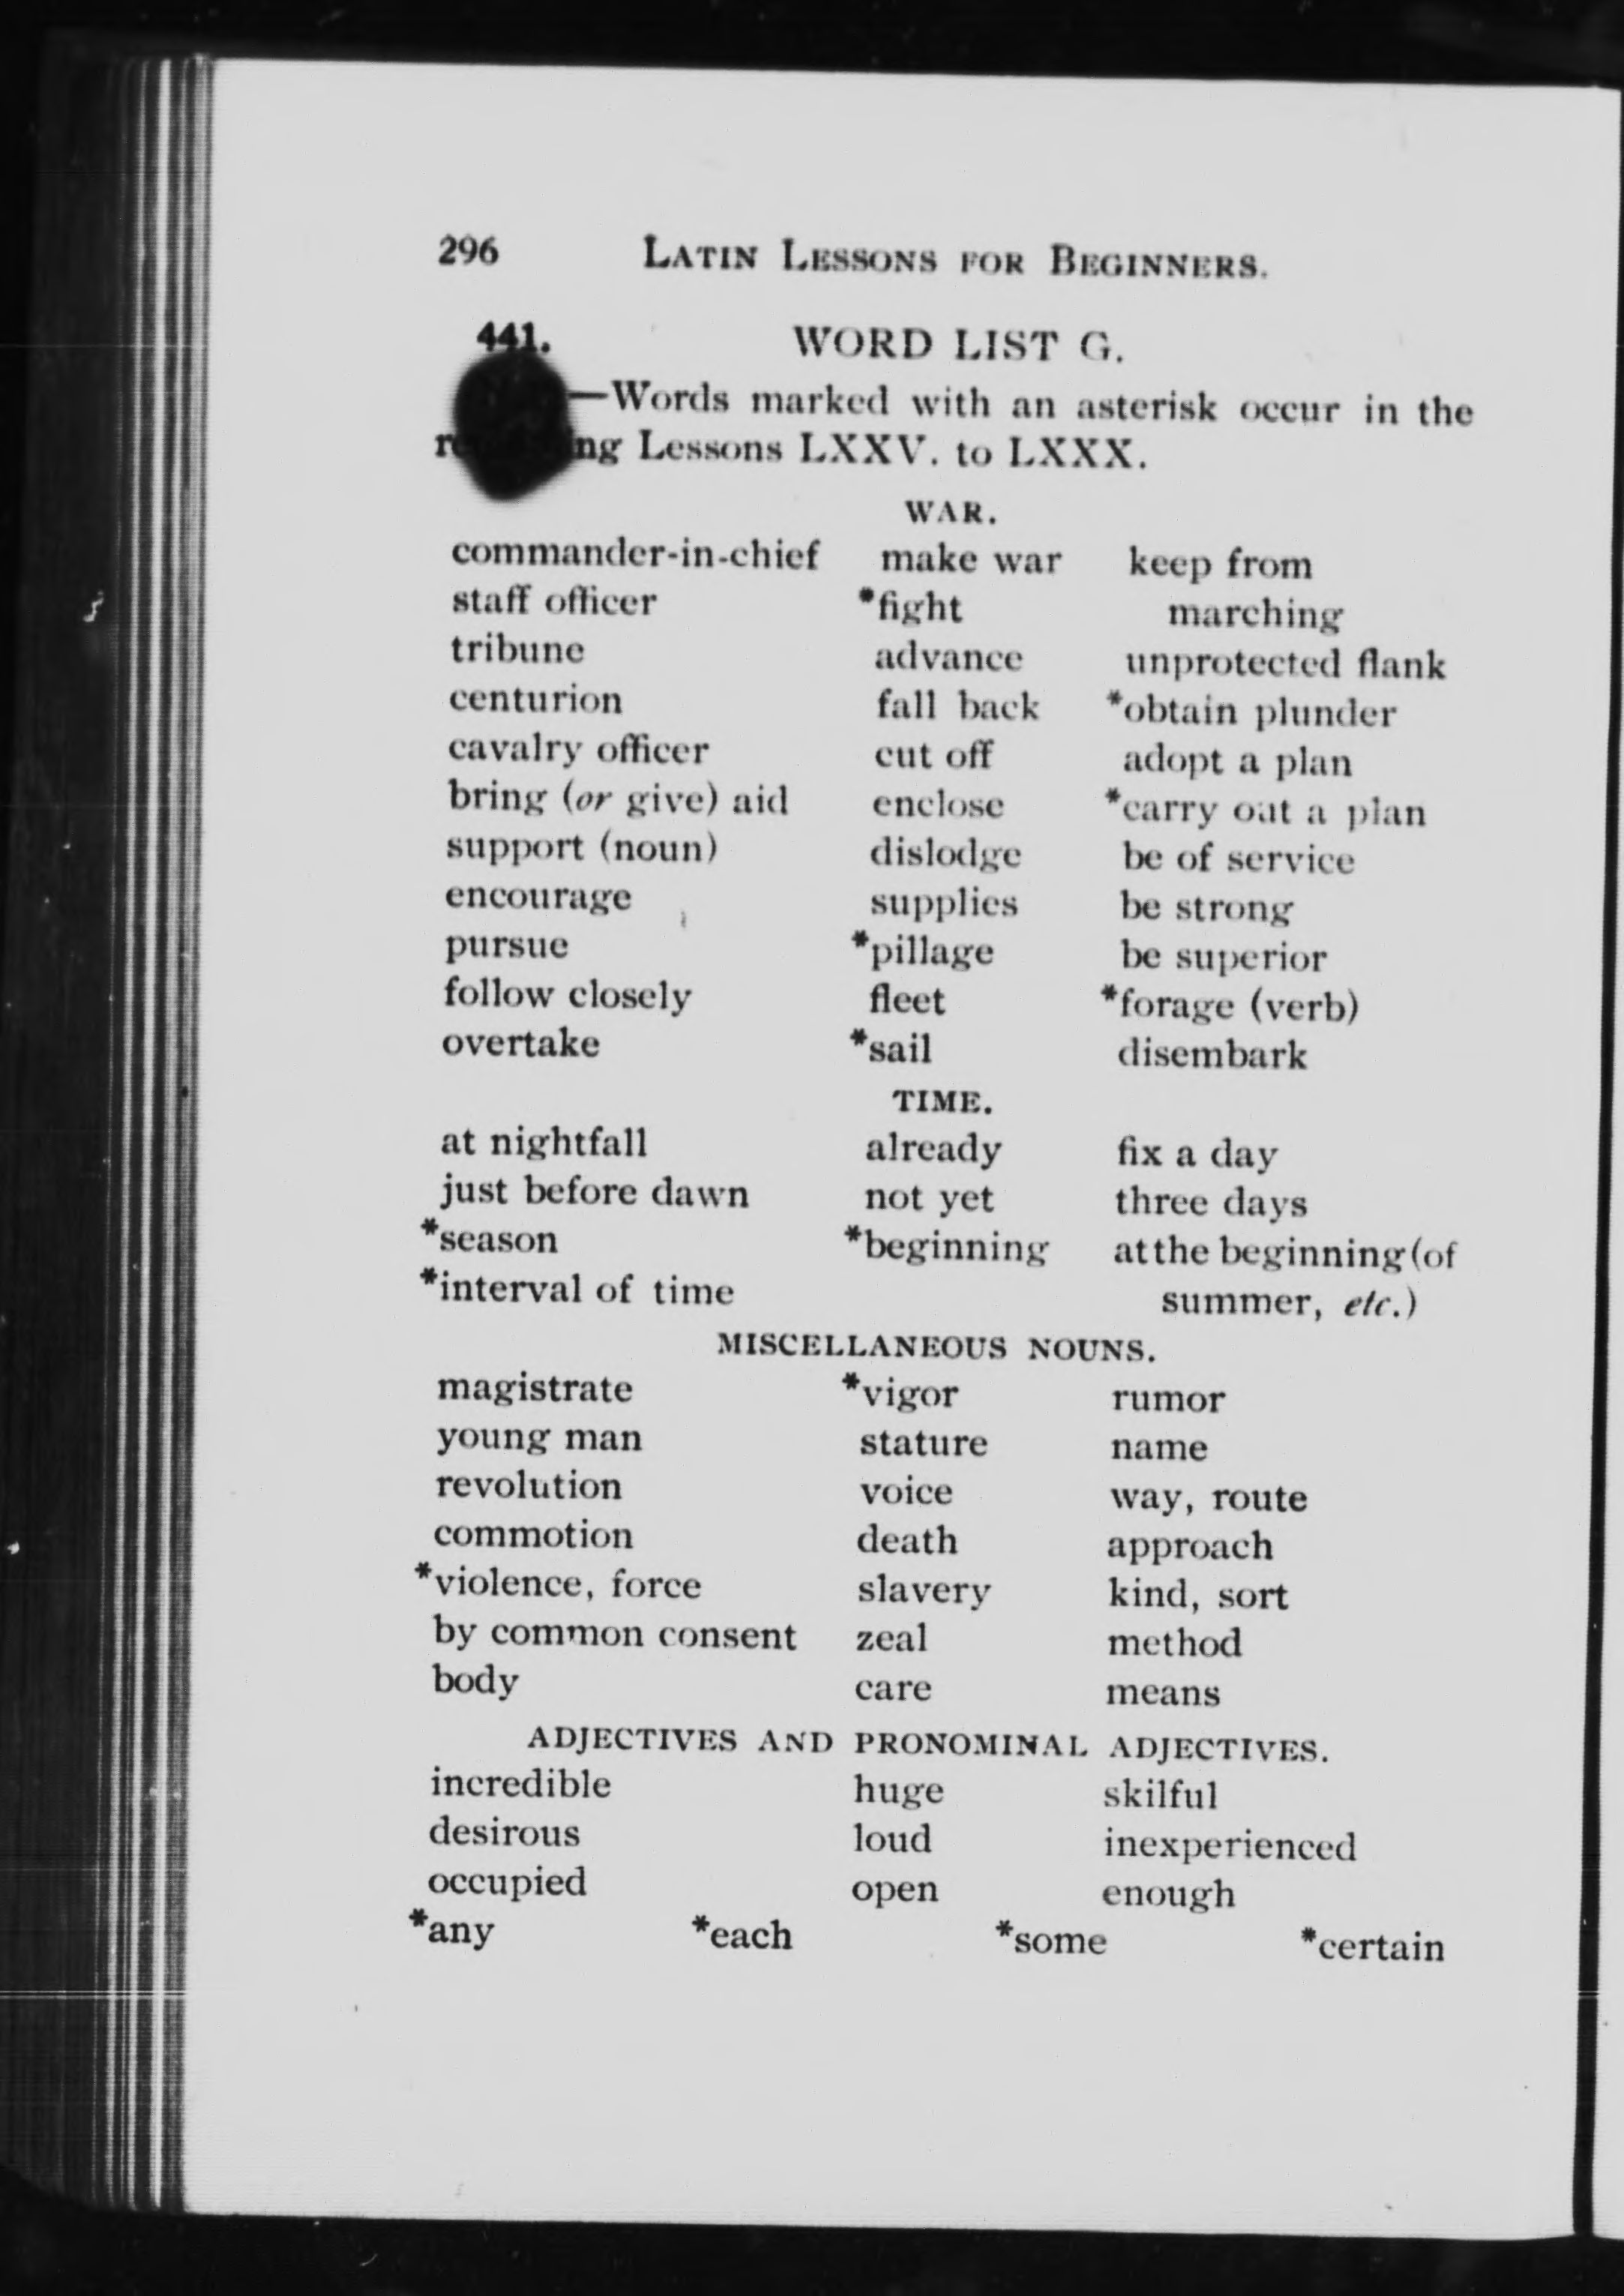 296 LATIN LESSONS FOR BEGINNERS.
441. WORD LIST G.
—Words marked with an asterisk occur in the
Lessons LXXV. to LXXX.
WAR.
commander-in-chief make war keep from
staff officer *fight marching
tribune advance unprotected flank
centurion fall back *obtain plunder
cavalry officer cut off adopt a plan
bring (or give) aid enclose *carry out a plan
support (noun) dislodge be of service
encourage supplies be strong
pursue *pillage be superior
follow closely fleet *forage (verb)
overtake *sail disembark
TIME.
at nightfall already fix a day
just before dawn not yet three days
*season *beginning at the beginning (of
*interval of time summer, etc.)
MISCELLANEOUS NOUNS.
magistrate *vigor rumor
young man stature name
revolution voice way, route
commotion death approach
*violence, force slavery kind, sort
by common consent zeal method
body care means
ADJECTIVES AND PRONOMINAL ADJECTIVES.
incredible huge skilful
desirous loud inexperienced
occupied open enough
*any *each *some *certain